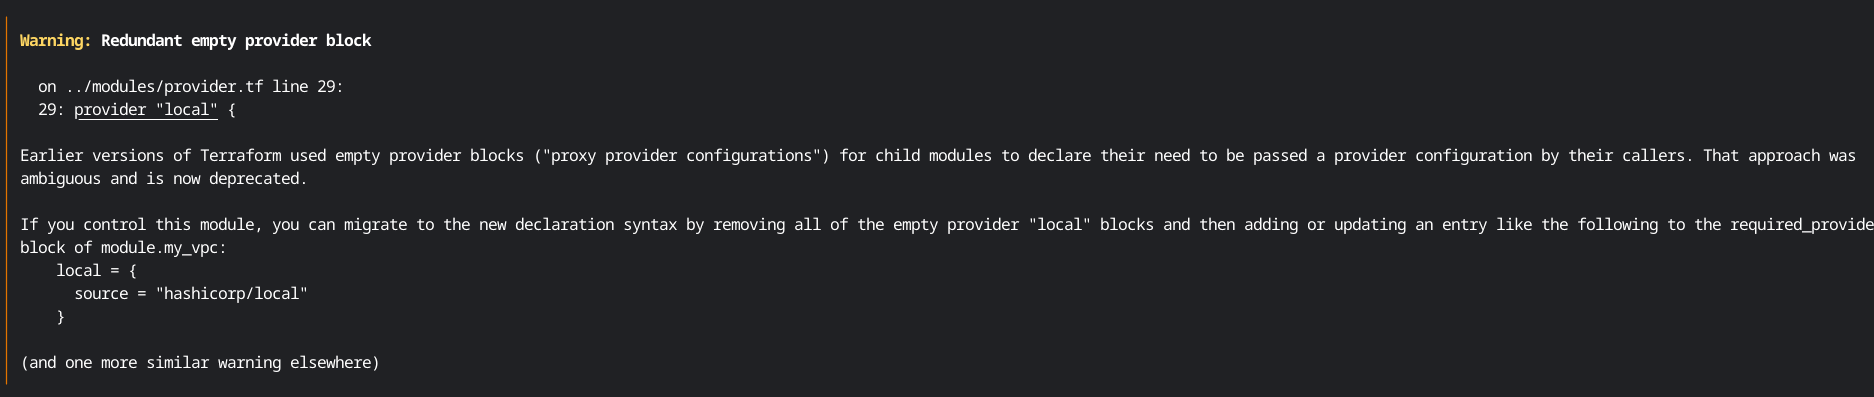 Warning: Redundant empty provider block
on ../modules/provider.tf line 29:
29: provider "local" {
Earlier versions of Terraform used empty provider blocks ("proxy provider configurations") for child modules to declare their need to be passed a provider configuration by their callers. That approach was
ambiguous and is now deprecated.
If you control this module, you can migrate to the new declaration syntax by removing all of the empty provider "local" blocks and then adding or updating an entry like the following to the required_provide
block of module.my_vpc:
local = {
source = "hashicorp/local"
}
(and one more similar warning elsewhere)